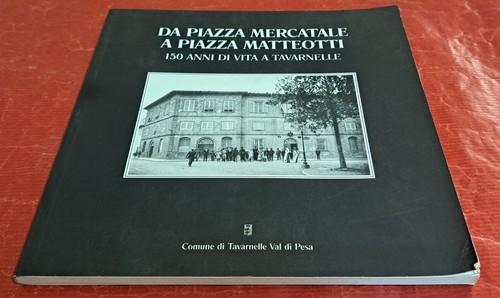 DA PIAZZA MERCATALE
A PIAZZA MATTEOTTI
150 ANNI DI VITA A TAVARNELLE
Comune di Tavarnelle Val di Pesa